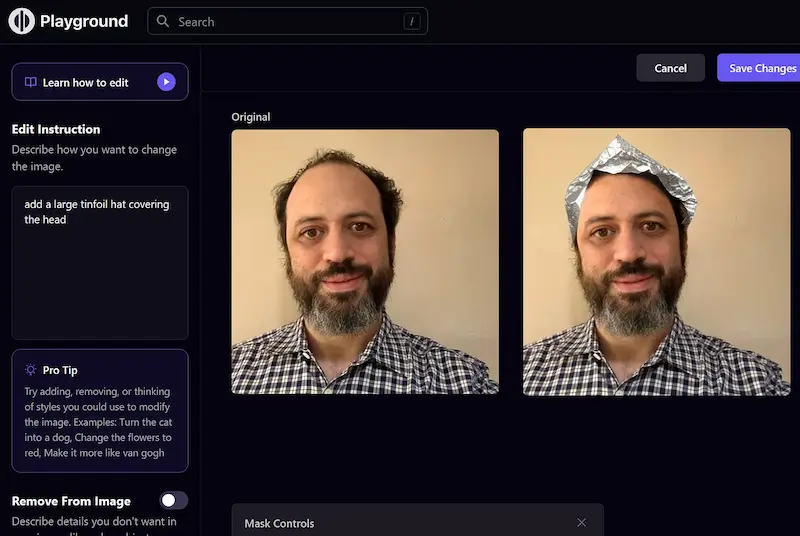 Playground
Search
/
Learn how to edit
Cancel
Save Changes
Edit Instruction
Describe how you want to change
the image.
add a large tinfoil hat covering
the head
Original
Pro Tip
Try adding, removing, or thinking
of styles you could use to modify
the image. Examples: Turn the cat
into a dog, Change the flowers to
red, Make it more like van gogh
Remove From Image
Describe details you don't want in
Mask Controls